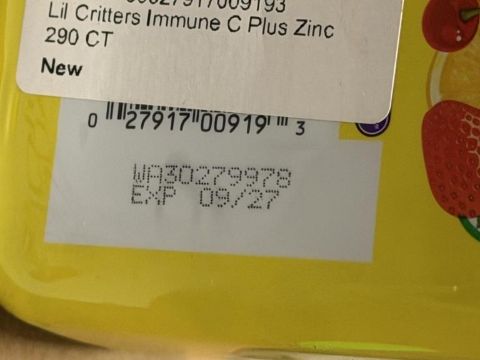 Lil Critters Immune C Plus Zinc
290 CT
New
0 27917 00919 3
WA30279978
EXP 09/27